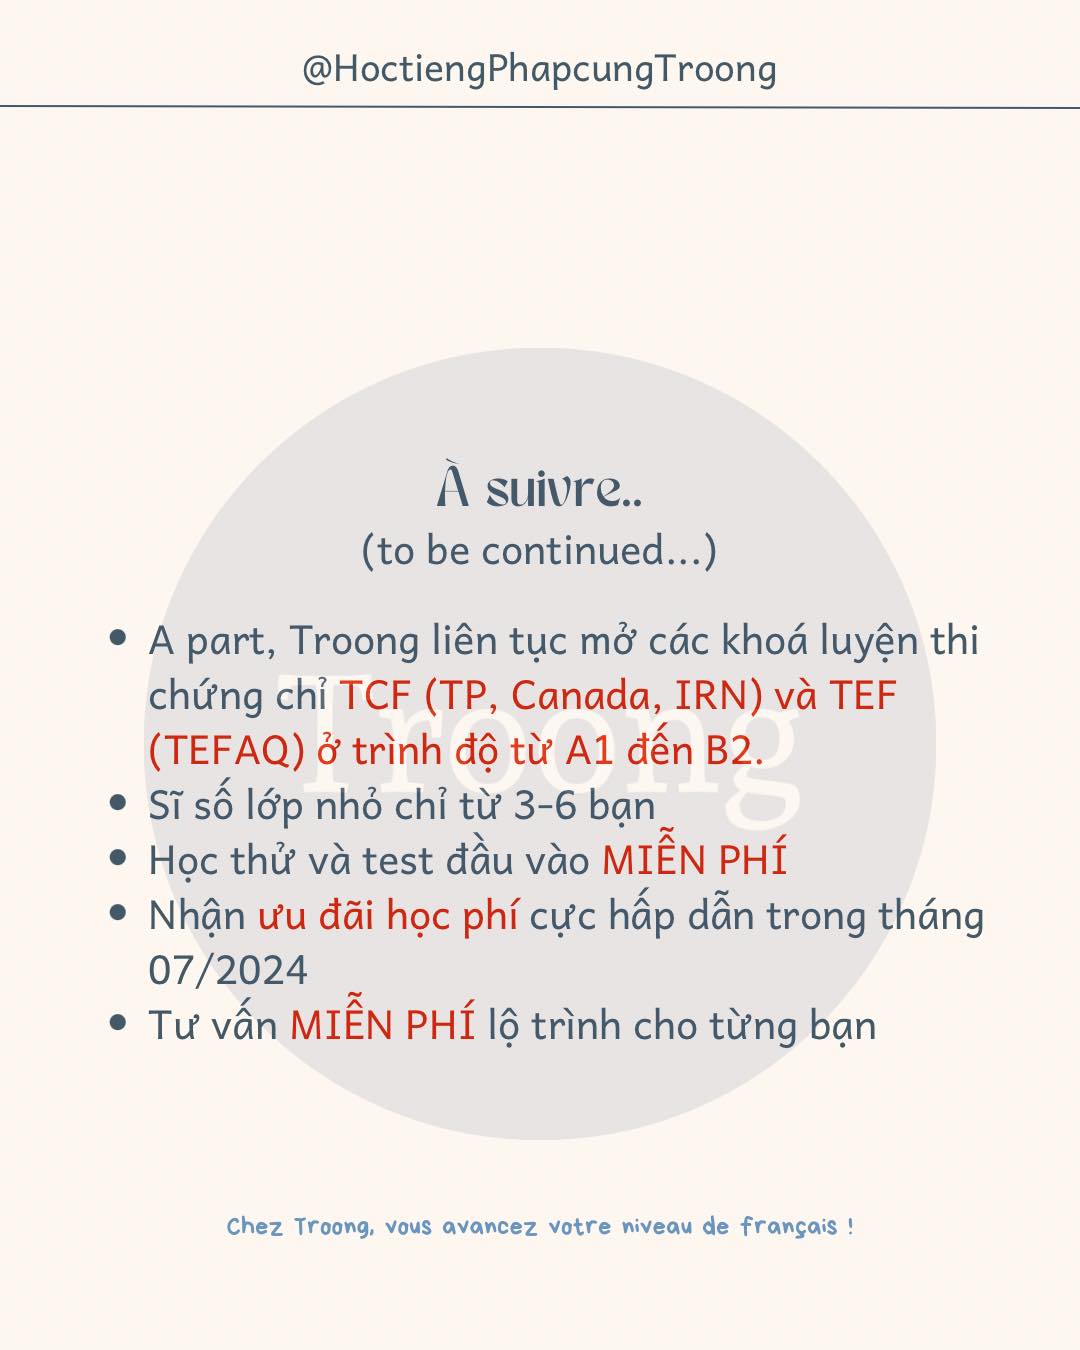 @HoctiengPhapcungTroong
À suivre..
(to be continued...)
Troong
• A part, Troong liên tục mở các khoá luyện thi
chứng chỉ TCF (TP, Canada, IRN) và TEF
(TEFAQ) ở trình độ từ A1 đến B2.
• Sĩ số lớp nhỏ chỉ từ 3-6 bạn
• Học thử và test đầu vào MIỄN PHÍ
• Nhận ưu đãi học phí cực hấp dẫn trong tháng
07/2024
• Tư vấn MIỄN PHÍ lộ trình cho từng bạn
Chez Troong, vous avancez votre niveau de français !